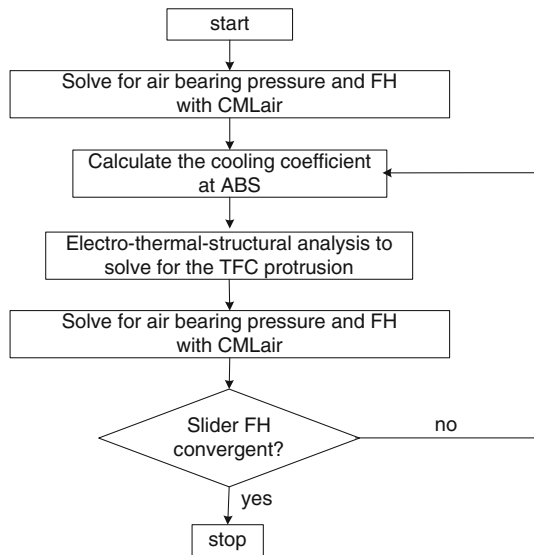 start
Solve for air bearing pressure and FH
with CMLair
Calculate the cooling coefficient
at ABS
Electro-thermal-structural analysis to
solve for the TFC protrusion
Solve for air bearing pressure and FH
with CMLair
Slider FH
convergent?
no
yes
stop